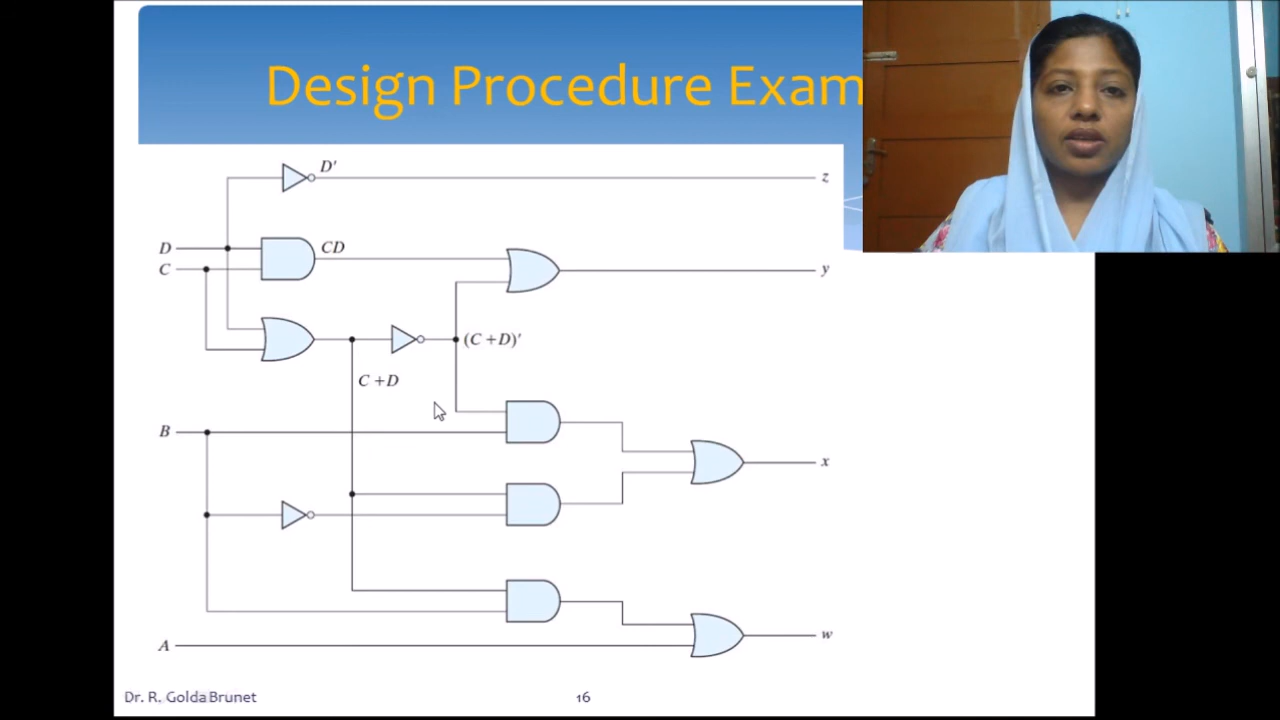 Design Procedure Exam
D′
z
D
CD
C
y
(C+D)′
C+D
B
x
A
w
Dr. R. Golda Brunet
16